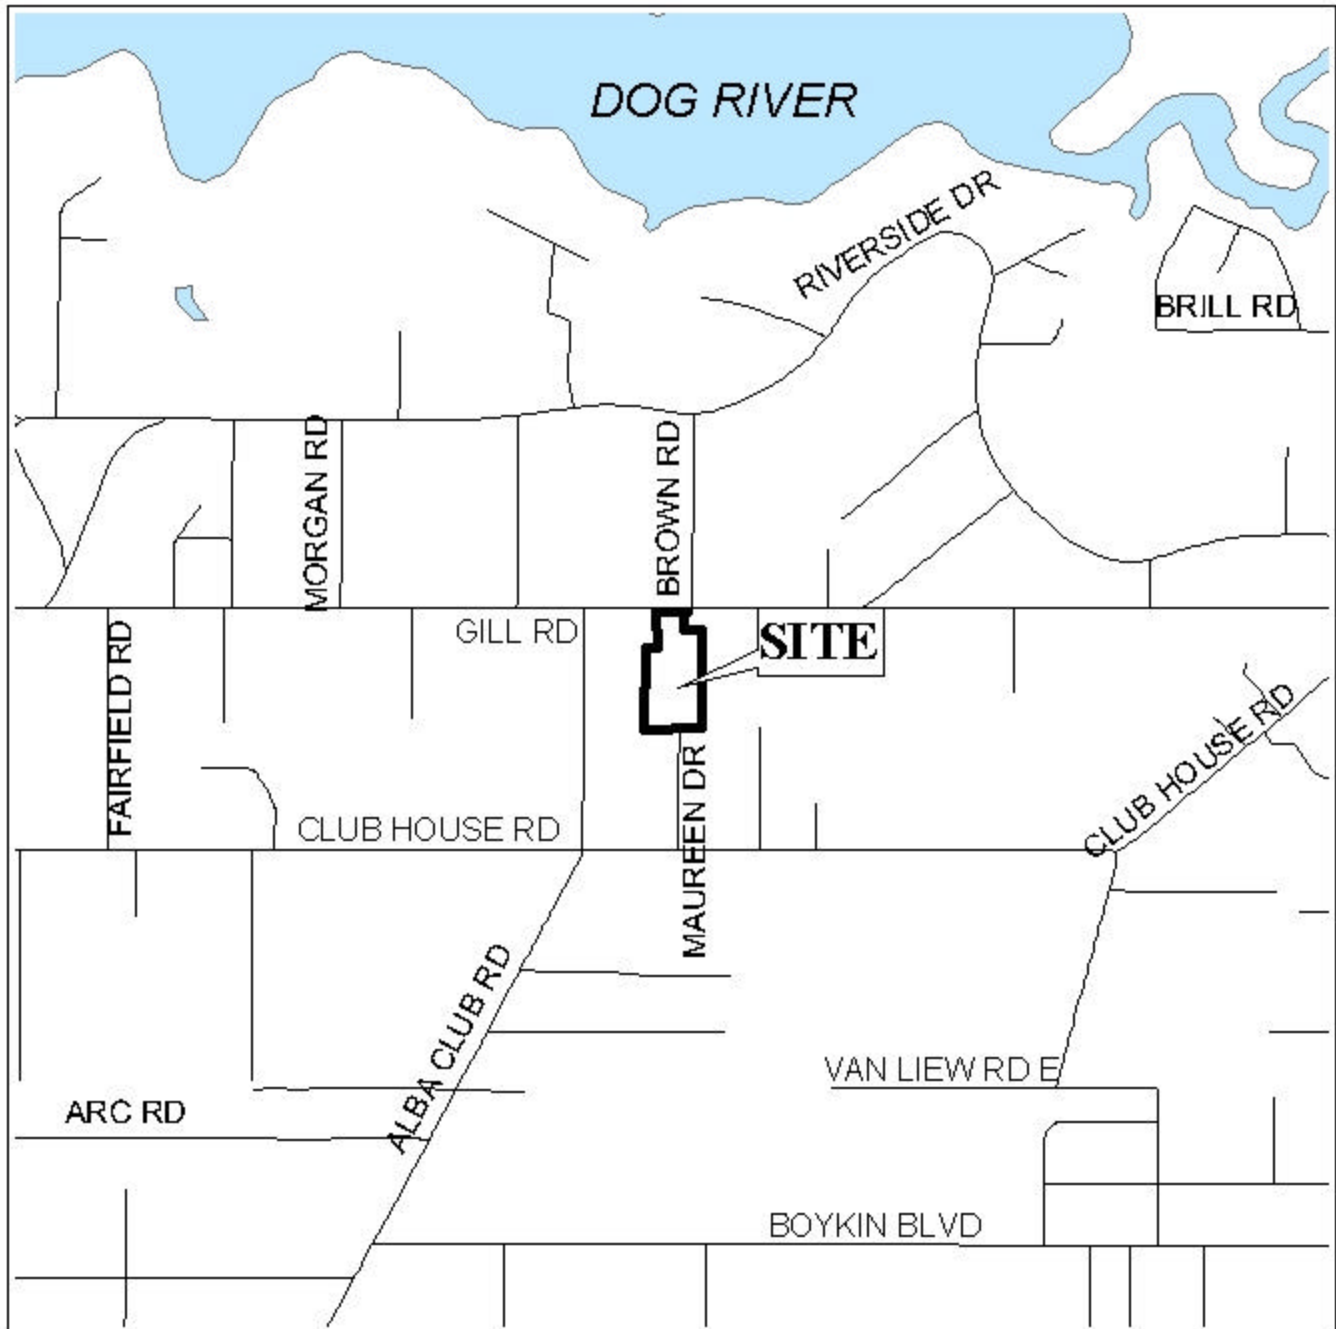 DOG RIVER
RIVERSIDE DR
BRILL RD
MORGAN RD
BROWN RD
GILL RD
SITE
FAIRFIELD RD
CLUB HOUSE RD
CLUB HOUSE RD
MAUREEN DR
ALBA CLUB RD
VAN LIEW RD E
ARC RD
BOYKIN BLVD